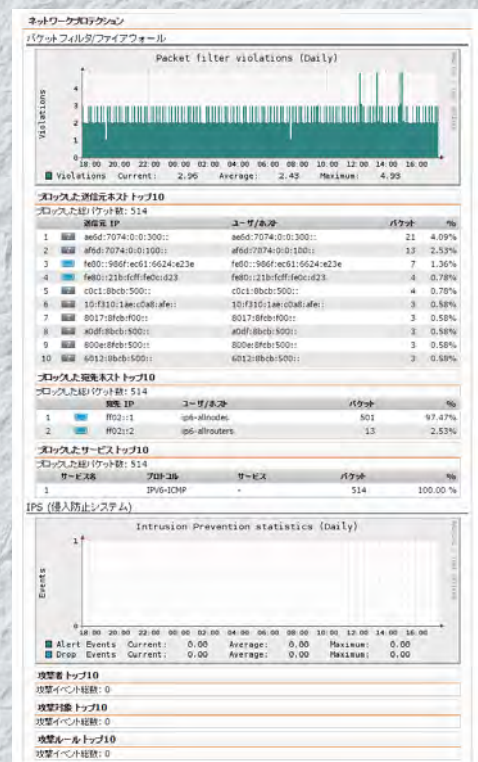 ネットワークプロテクション
パケットフィルタ/ファイアウォール
Packet filter violations (Daily)
Violations
4
3
2
1
18:00 20:00 22:00 00:00 02:00 04:00 06:00 08:00 10:00 12:00 14:00 16:00
Violations Current: 2.96 Average: 2.43 Maximum: 4.93
ブロックした送信元ホスト トップ10
ブロックした総パケット数: 514
送信元 IP ユーザ/ホスト パケット %
1 ae6d:7074:0:0:300:: ae6d:7074:0:0:300:: 21 4.09%
2 af6d:7074:0:0:100:: af6d:7074:0:0:100:: 13 2.53%
3 fe80::986f:ec61:6624:e23e fe80::986f:ec61:6624:e23e 7 1.36%
4 fe80::21b:fcff:fe0c:d23 fe80::21b:fcff:fe0c:d23 4 0.78%
5 c0c1:8bcb:500:: c0c1:8bcb:500:: 4 0.78%
6 10:f310:1ae:c0a8:afe:: 10:f310:1ae:c0a8:afe:: 3 0.58%
7 8017:8fcb:f00:: 8017:8fcb:f00:: 3 0.58%
8 a0df:8bcb:500:: a0df:8bcb:500:: 3 0.58%
9 800e:8fcb:500:: 800e:8fcb:500:: 3 0.58%
10 6012:8bcb:500:: 6012:8bcb:500:: 3 0.58%
ブロックした宛先ホスト トップ10
ブロックした総パケット数: 514
宛先 IP ユーザ/ホスト パケット %
1 ff02::1 ip6-allnodes 501 97.47%
2 ff02::2 ip6-allrouters 13 2.53%
ブロックしたサービス トップ10
ブロックした総パケット数: 514
サービス名 プロトコル サービス パケット %
1 IPV6-ICMP - 514 100.00 %
IPS (侵入防止システム)
Intrusion Prevention statistics (Daily)
Events
1
0
18:00 20:00 22:00 00:00 02:00 04:00 06:00 08:00 10:00 12:00 14:00 16:00
Alert Events Current: 0.00 Average: 0.00 Maximum: 0.00
Drop Events Current: 0.00 Average: 0.00 Maximum: 0.00
攻撃者 トップ10
攻撃イベント総数: 0
攻撃対象 トップ10
攻撃イベント総数: 0
攻撃ルール トップ10
攻撃イベント総数: 0